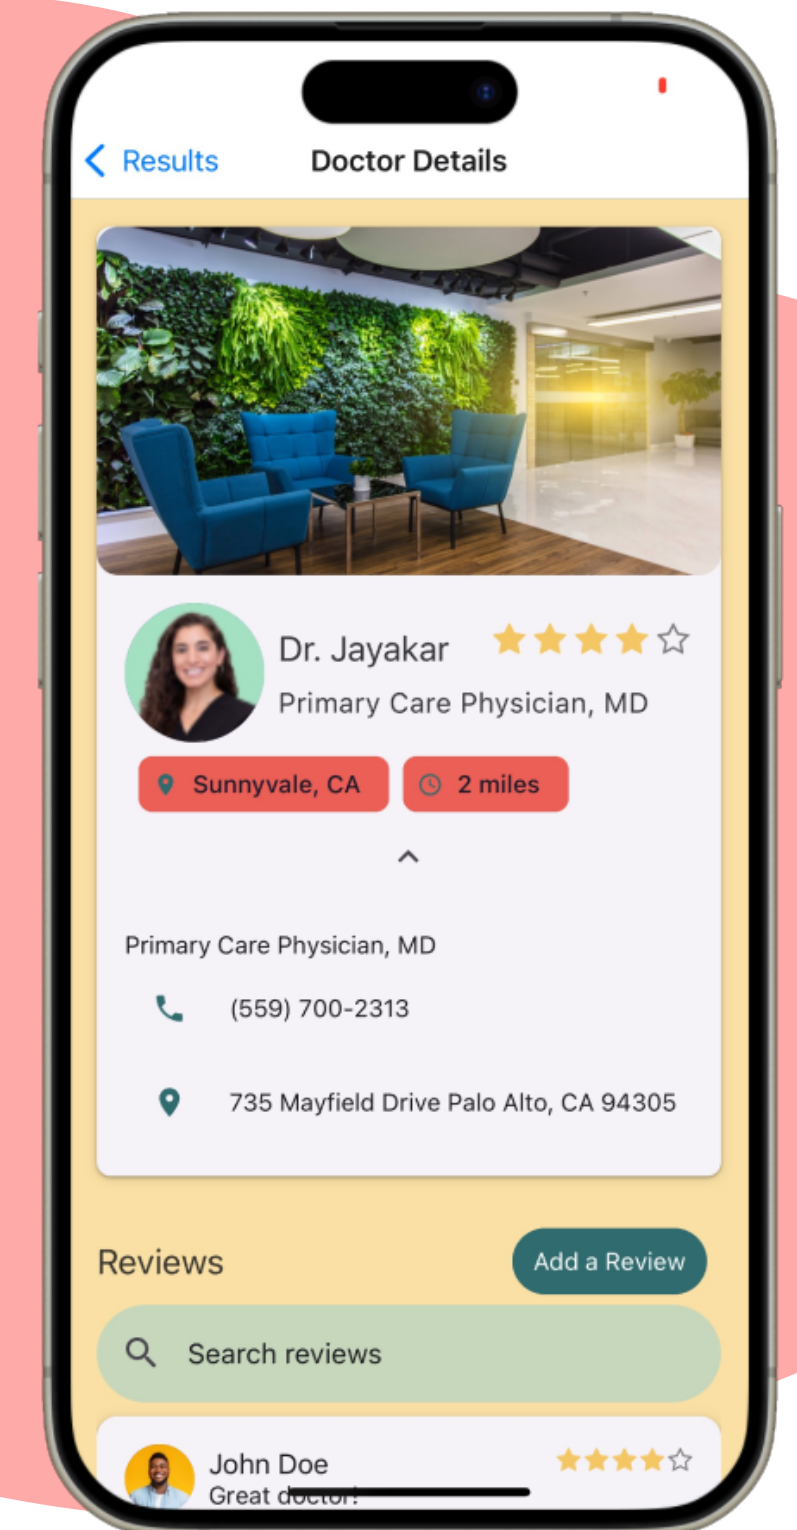 Results
Doctor Details
Dr. Jayakar
Primary Care Physician, MD
Sunnyvale, CA
2 miles
Primary Care Physician, MD
(559) 700-2313
735 Mayfield Drive Palo Alto, CA 94305
Reviews
Add a Review
Search reviews
John Doe
Great doctor!